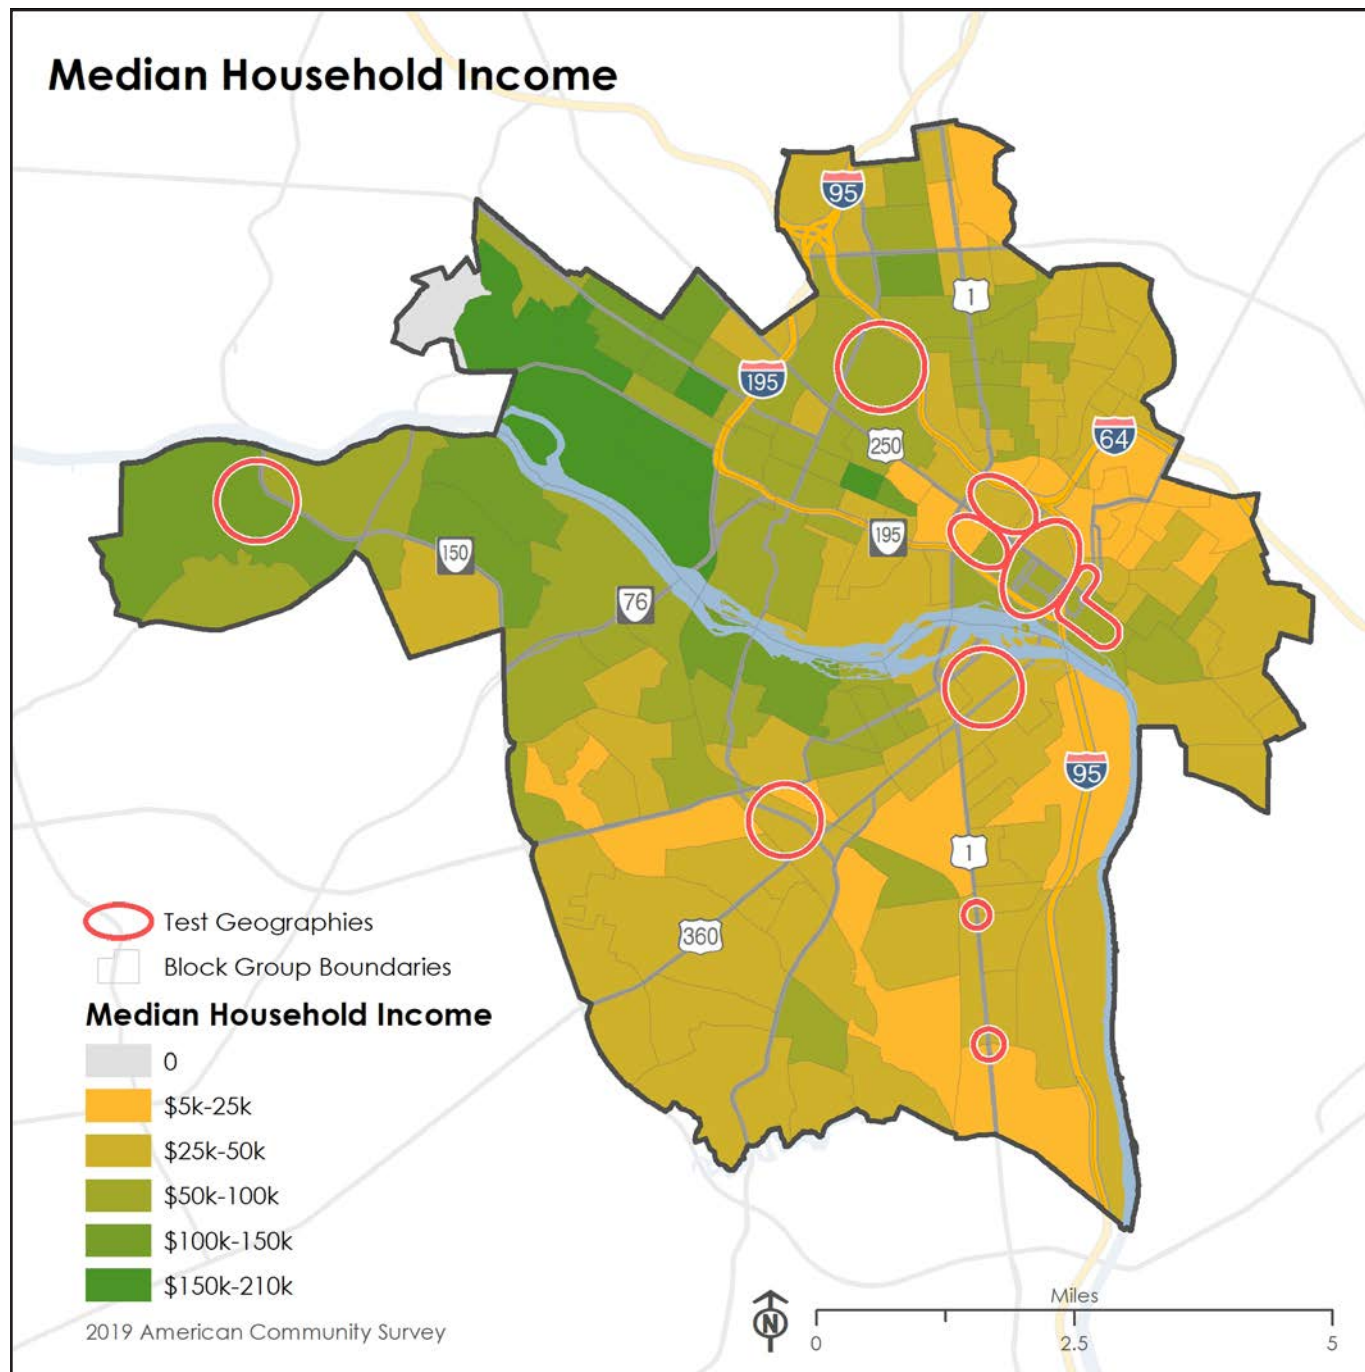 Median Household Income
95
1
195
64
250
195
150
76
95
1
360
Test Geographies
Block Group Boundaries
Median Household Income
0
$5k-25k
$25k-50k
$50k-100k
$100k-150k
$150k-210k
2019 American Community Survey
N
Miles
0
2.5
5